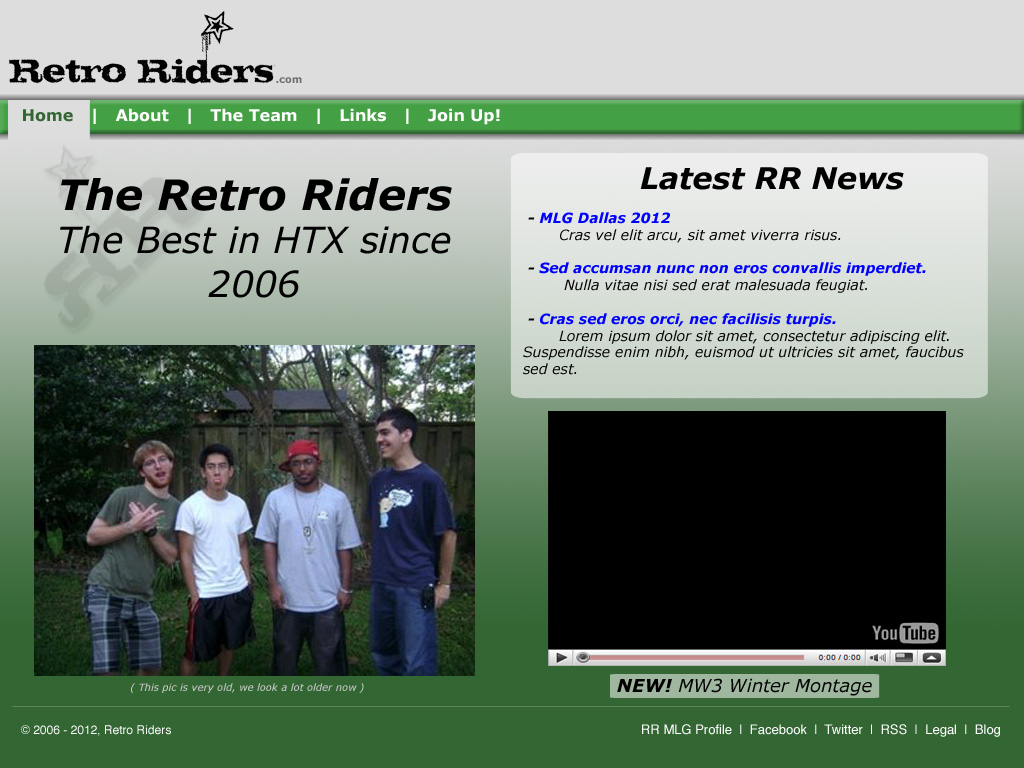 Retro Riders.com
Home | About | The Team | Links | Join Up!
RR
The Retro Riders
The Best in HTX since
2006
( This pic is very old, we look a lot older now )
Latest RR News
- MLG Dallas 2012
Cras vel elit arcu, sit amet viverra risus.
- Sed accumsan nunc non eros convallis imperdiet.
Nulla vitae nisi sed erat malesuada feugiat.
- Cras sed eros orci, nec facilisis turpis.
Lorem ipsum dolor sit amet, consectetur adipiscing elit.
Suspendisse enim nibh, euismod ut ultricies sit amet, faucibus
sed est.
YouTube
0:00 / 0:00
NEW! MW3 Winter Montage
© 2006 - 2012, Retro Riders
RR MLG Profile | Facebook | Twitter | RSS | Legal | Blog